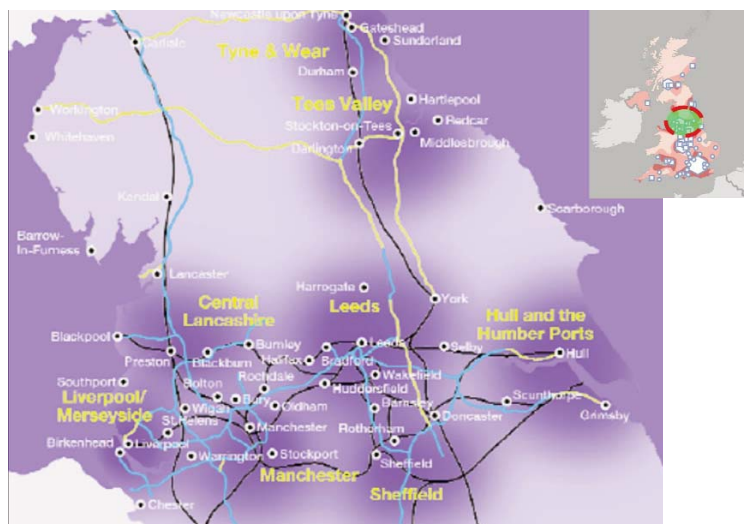 Newcastle upon Tyne
Gateshead
Carlisle
Sunderland
Tyne & Wear
Durham
Tees Valley
Hartlepool
Workington
Redcar
Stockton-on-Tees
Whitehaven
Darlington
Middlesbrough
Kendal
Scarborough
Barrow-
In-Furness
Lancaster
Harrogate
York
Central
Lancashire
Leeds
Hull and the
Humber Ports
Blackpool
Burnley
Leeds
Selby
Hull
Preston
Blackburn
Halifax
Bradford
Southport
Bolton
Rochdale
Huddersfield
Wakefield
Liverpool/
Merseyside
Wigan
Bury
Oldham
Barnsley
Scunthorpe
Grimsby
St Helens
Manchester
Rotherham
Doncaster
Birkenhead
Liverpool
Warrington
Stockport
Sheffield
Manchester
Sheffield
Chester